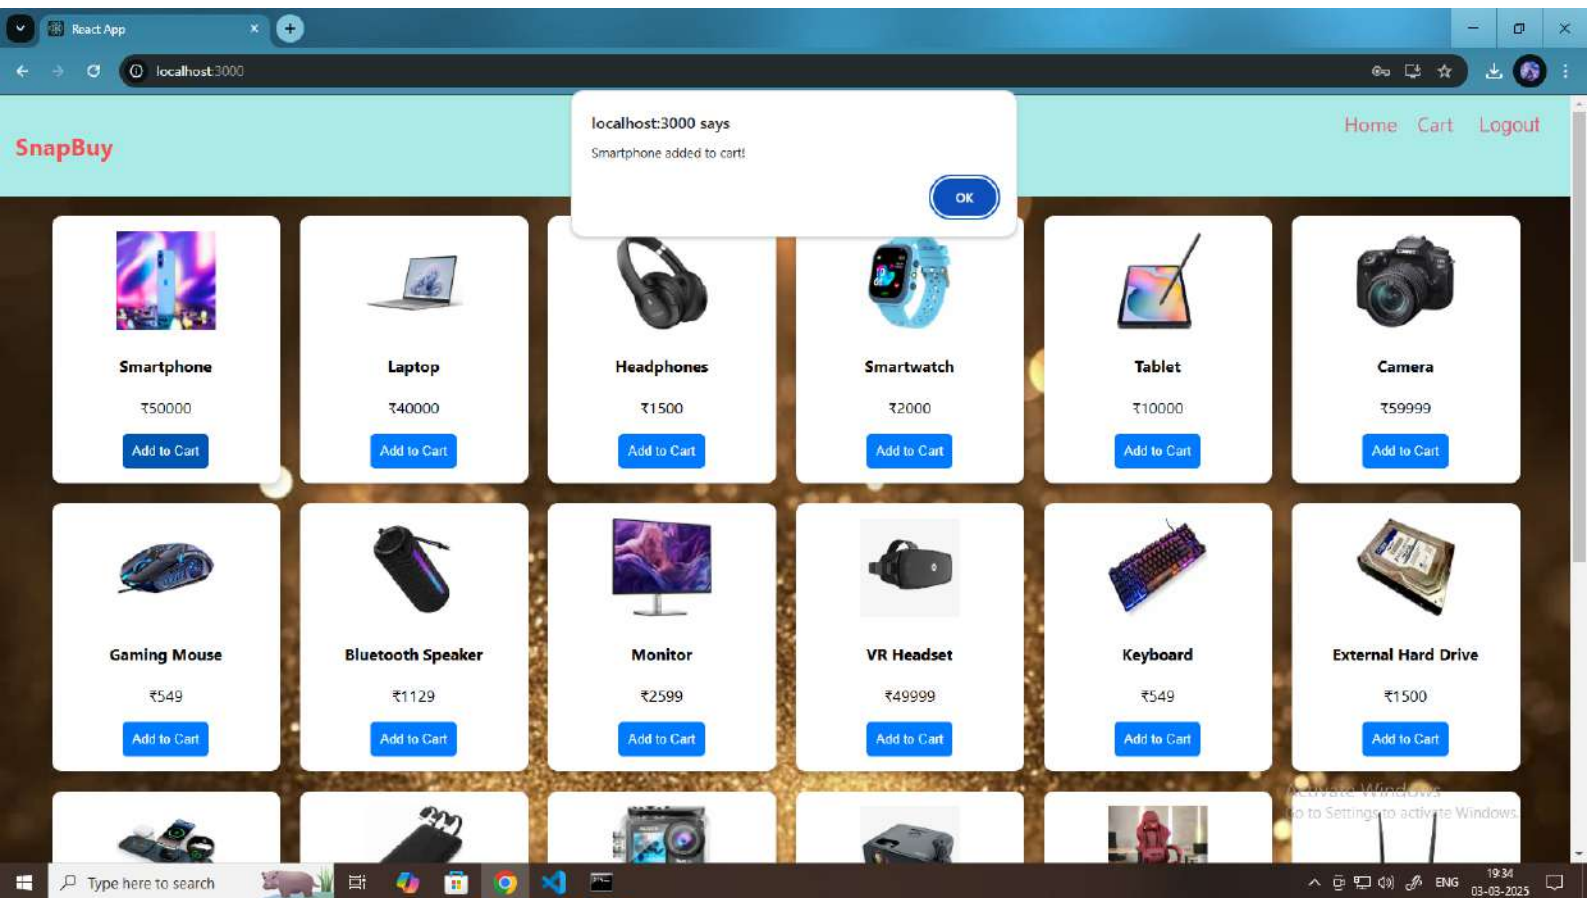 React App
localhost:3000
SnapBuy
Home Cart Logout
localhost:3000 says
Smartphone added to cart!
OK
Smartphone Laptop Headphones Smartwatch Tablet Camera
₹50000 ₹40000 ₹1500 ₹2000 ₹10000 ₹59999
Add to Cart Add to Cart Add to Cart Add to Cart Add to Cart Add to Cart
Gaming Mouse Bluetooth Speaker Monitor VR Headset Keyboard External Hard Drive
₹549 ₹1129 ₹2599 ₹49999 ₹549 ₹1500
Add to Cart Add to Cart Add to Cart Add to Cart Add to Cart Add to Cart
Activate Windows
Go to Settings to activate Windows.
Type here to search
ENG
19:34
03-03-2025